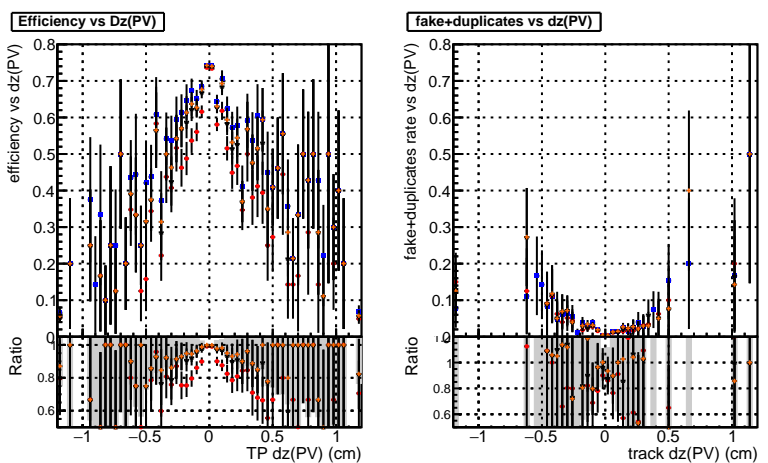 Efficiency vs Dz(PV)
efficiency vs dz(PV)
0.8
0.7
0.6
0.5
0.4
0.3
0.2
0.1
0
Ratio
0.8
0.6
−1 −0.5 0 0.5 1
TP dz(PV) (cm)
fake+duplicates vs dz(PV)
fake+duplicates rate vs dz(PV)
0.8
0.7
0.6
0.5
0.4
0.3
0.2
0.1
Ratio
1
0.8
0.6
−1 −0.5 0 0.5 1
track dz(PV) (cm)